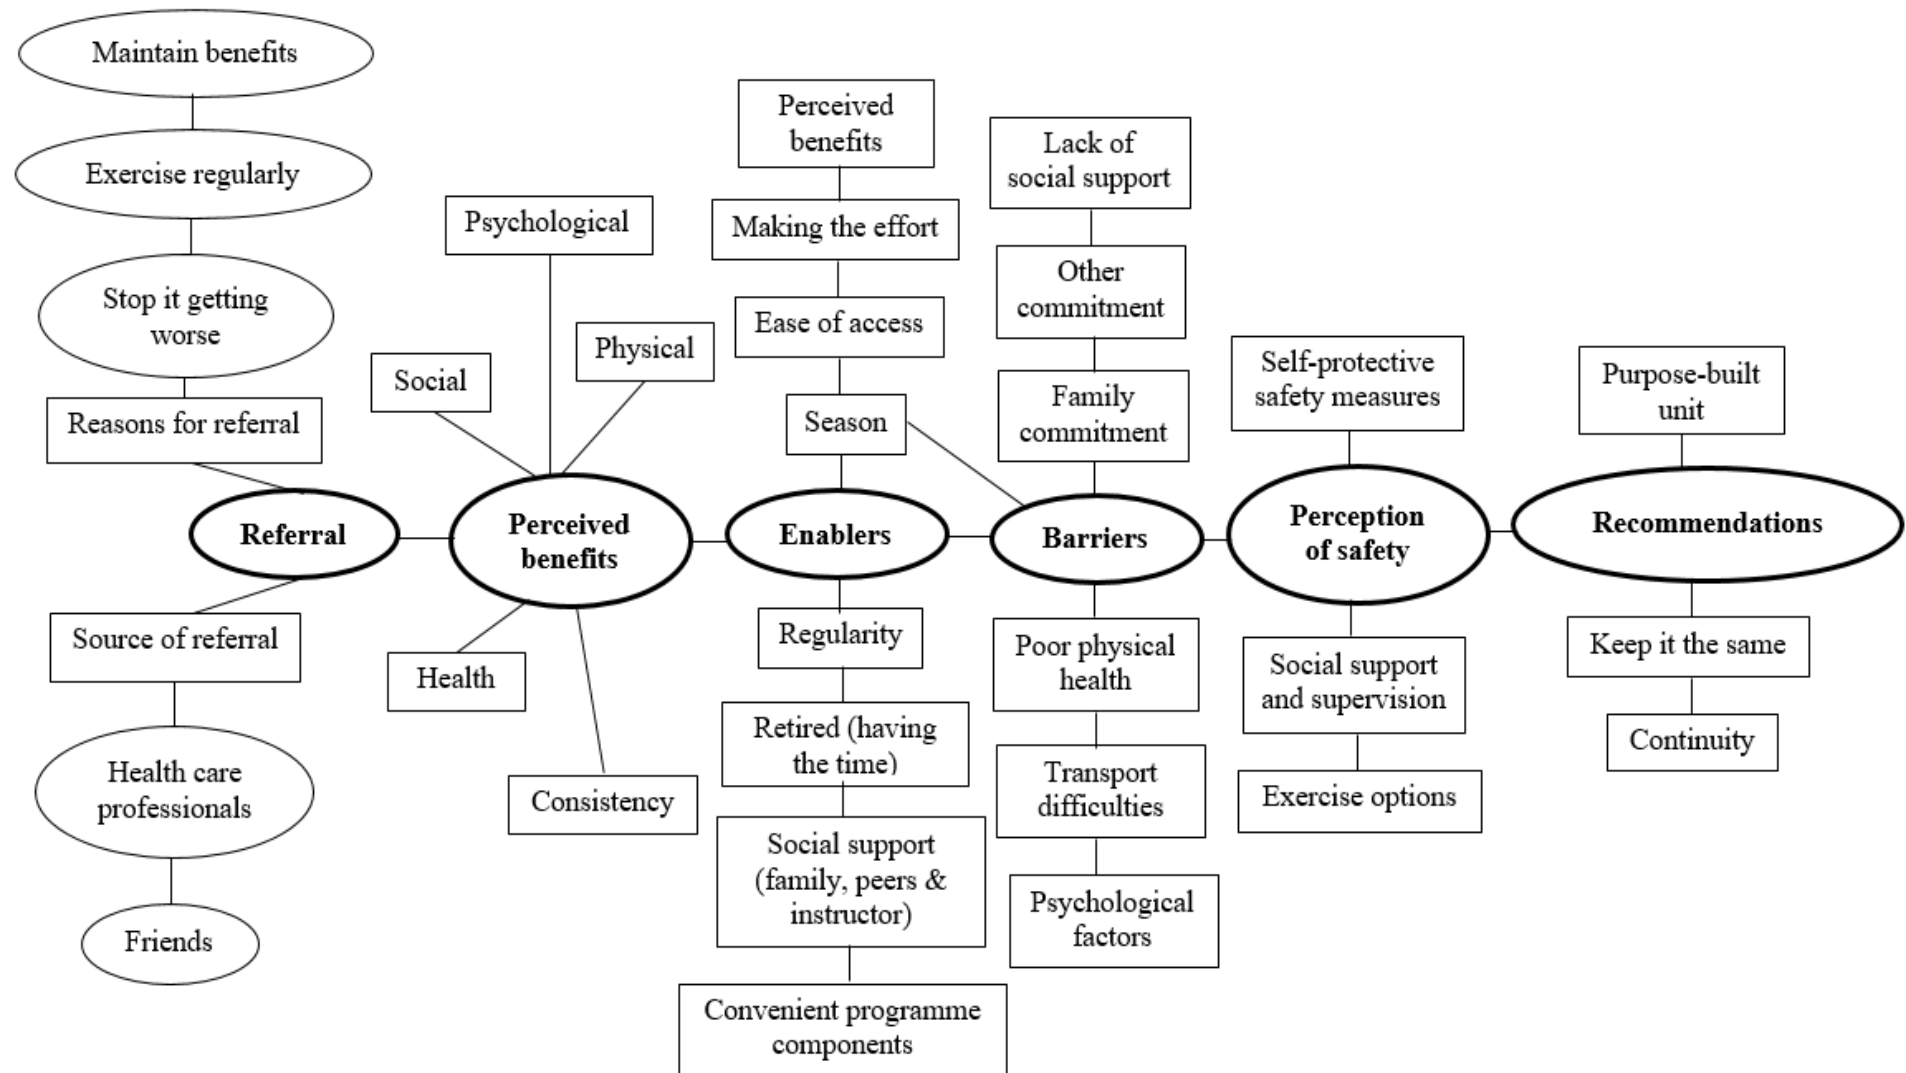 Maintain benefits
Exercise regularly
Stop it getting
worse
Reasons for referral
Referral
Source of referral
Health care
professionals
Friends
Psychological
Physical
Social
Perceived
benefits
Health
Consistency
Perceived
benefits
Making the effort
Ease of access
Season
Enablers
Regularity
Retired (having
the time)
Social support
(family, peers &
instructor)
Convenient programme
components
Lack of
social support
Other
commitment
Family
commitment
Barriers
Poor physical
health
Transport
difficulties
Psychological
factors
Self-protective
safety measures
Perception
of safety
Social support
and supervision
Exercise options
Purpose-built
unit
Recommendations
Keep it the same
Continuity